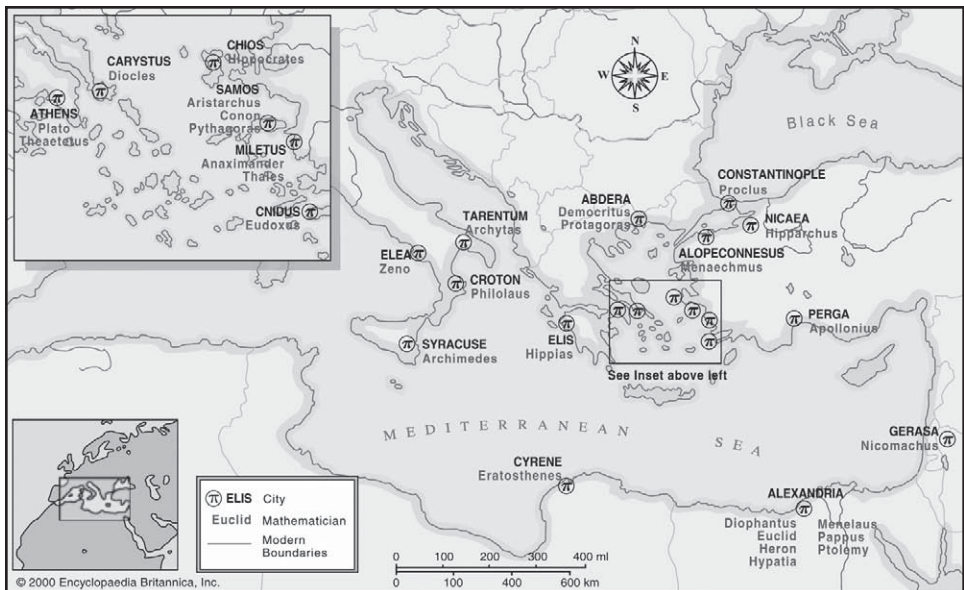 CHIOS
Hippocrates
CARYSTUS
Diocles
SAMOS
Aristarchus
Conon
Pythagoras
ATHENS
Plato
Theaetetus
MILETUS
Anaximander
Thales
CNIDUS
Eudoxus
N
W E
S
Black Sea
CONSTANTINOPLE
Proclus
ABDERA
Democritus
Protagoras
NICAEA
Hipparchus
TARENTUM
Archytas
ALOPECONNESUS
Menaechmus
ELEA
Zeno
CROTON
Philolaus
PERGA
Apollonius
SYRACUSE
Archimedes
ELIS
Hippias
See Inset above left
MEDITERRANEAN SEA
GERASA
Nicomachus
CYRENE
Eratosthenes
ALEXANDRIA
Diophantus
Euclid
Heron
Hypatia
Menelaus
Pappus
Ptolemy
π ELIS City
Euclid Mathematician
Modern
Boundaries
0 100 200 300 400 ml
0 100 400 600 km
© 2000 Encyclopaedia Britannica, Inc.